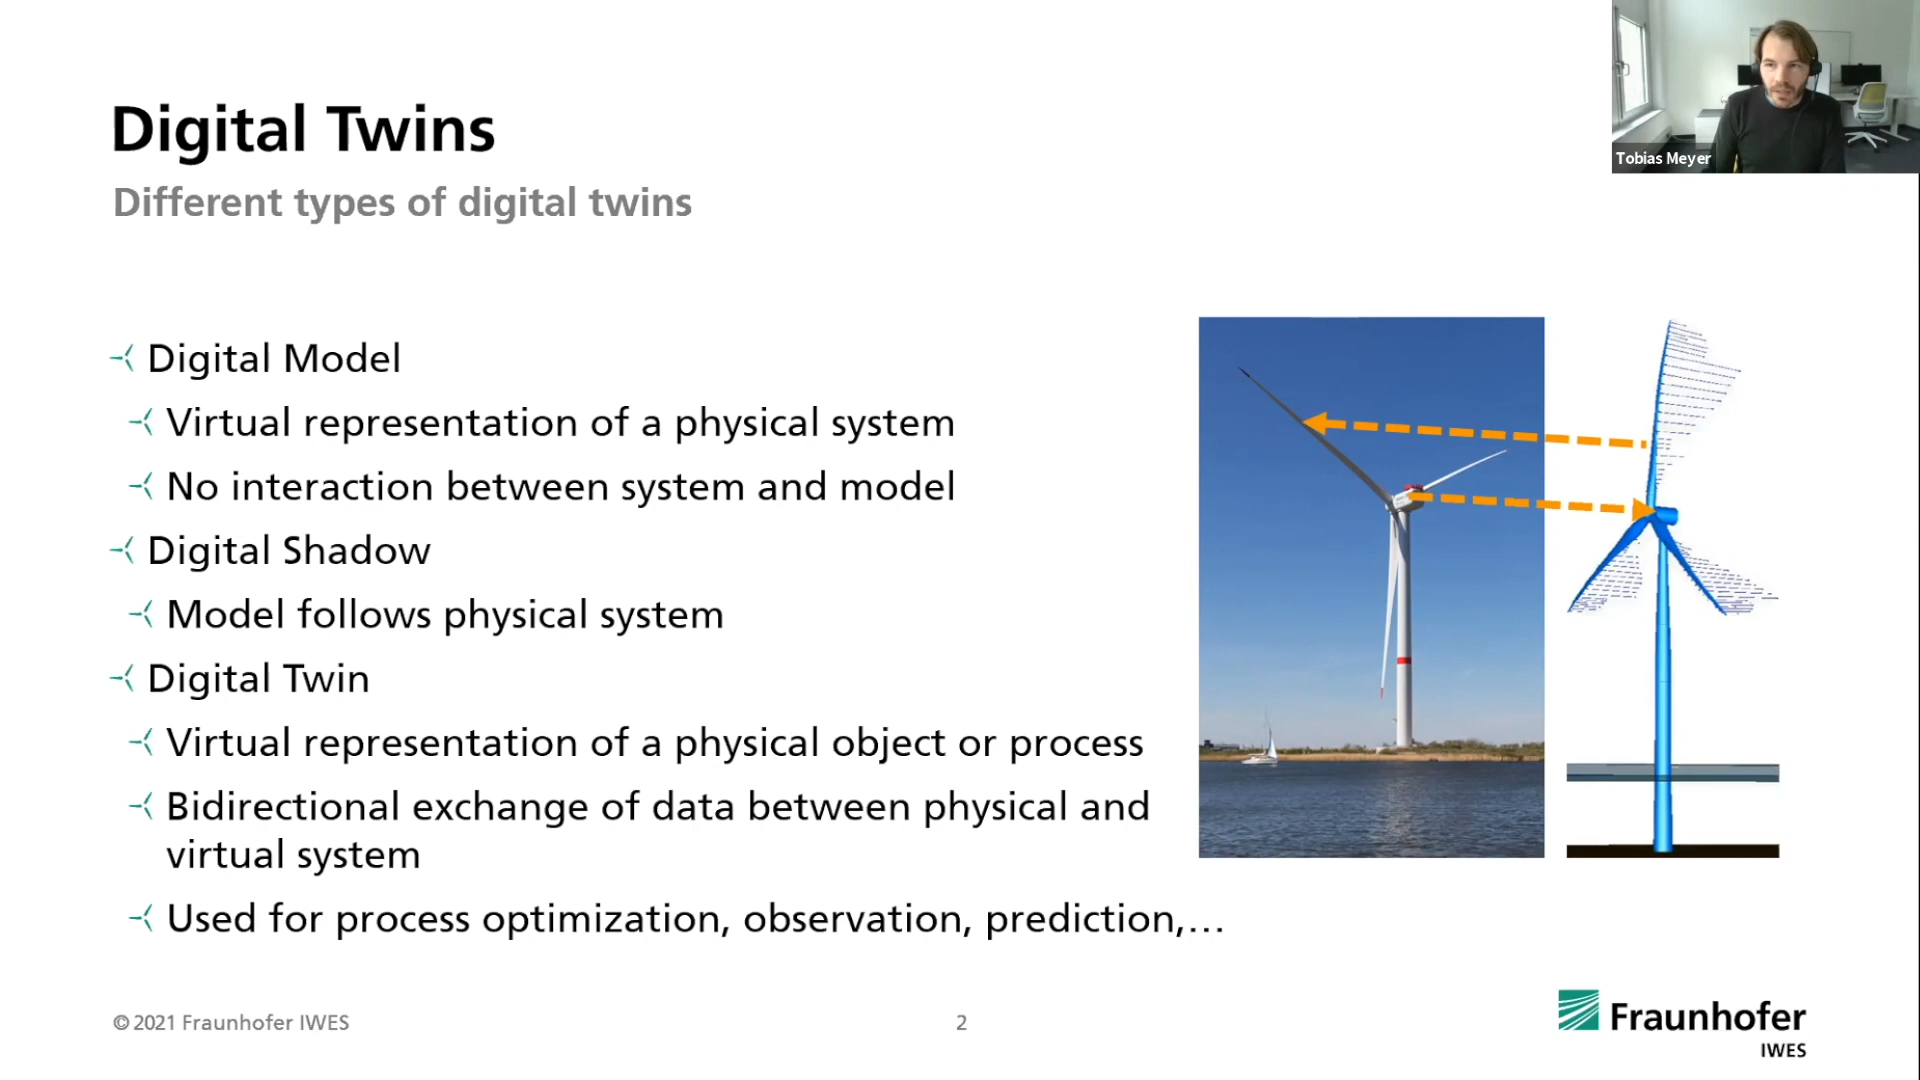 Digital Twins
Different types of digital twins
Tobias Meyer
Digital Model
Virtual representation of a physical system
No interaction between system and model
Digital Shadow
Model follows physical system
Digital Twin
Virtual representation of a physical object or process
Bidirectional exchange of data between physical and
virtual system
Used for process optimization, observation, prediction,…
© 2021 Fraunhofer IWES
2
Fraunhofer
IWES